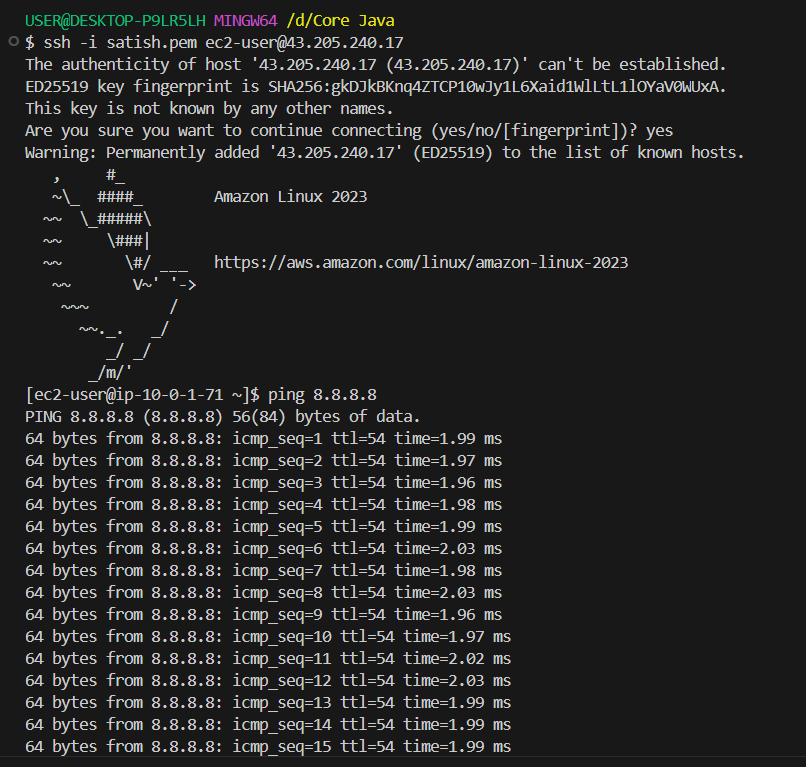 USER@DESKTOP-P9LR5LH MINGW64 /d/Core Java
$ ssh -i satish.pem ec2-user@43.205.240.17
The authenticity of host '43.205.240.17 (43.205.240.17)' can't be established.
ED25519 key fingerprint is SHA256:gkDJkBKnq4ZTCP10wJy1L6Xaid1WlLtL1lOYaV0WUxA.
This key is not known by any other names.
Are you sure you want to continue connecting (yes/no/[fingerprint])? yes
Warning: Permanently added '43.205.240.17' (ED25519) to the list of known hosts.
   ,     #_
   ~\_  ####_        Amazon Linux 2023
  ~~  \_#####\
  ~~     \###|
  ~~       \#/ ___   https://aws.amazon.com/linux/amazon-linux-2023
   ~~       V~' '->
    ~~~         /
      ~~._.   _/
         _/ _/
       _/m/'
[ec2-user@ip-10-0-1-71 ~]$ ping 8.8.8.8
PING 8.8.8.8 (8.8.8.8) 56(84) bytes of data.
64 bytes from 8.8.8.8: icmp_seq=1 ttl=54 time=1.99 ms
64 bytes from 8.8.8.8: icmp_seq=2 ttl=54 time=1.97 ms
64 bytes from 8.8.8.8: icmp_seq=3 ttl=54 time=1.96 ms
64 bytes from 8.8.8.8: icmp_seq=4 ttl=54 time=1.98 ms
64 bytes from 8.8.8.8: icmp_seq=5 ttl=54 time=1.99 ms
64 bytes from 8.8.8.8: icmp_seq=6 ttl=54 time=2.03 ms
64 bytes from 8.8.8.8: icmp_seq=7 ttl=54 time=1.98 ms
64 bytes from 8.8.8.8: icmp_seq=8 ttl=54 time=2.03 ms
64 bytes from 8.8.8.8: icmp_seq=9 ttl=54 time=1.96 ms
64 bytes from 8.8.8.8: icmp_seq=10 ttl=54 time=1.97 ms
64 bytes from 8.8.8.8: icmp_seq=11 ttl=54 time=2.02 ms
64 bytes from 8.8.8.8: icmp_seq=12 ttl=54 time=2.03 ms
64 bytes from 8.8.8.8: icmp_seq=13 ttl=54 time=1.99 ms
64 bytes from 8.8.8.8: icmp_seq=14 ttl=54 time=1.99 ms
64 bytes from 8.8.8.8: icmp_seq=15 ttl=54 time=1.99 ms